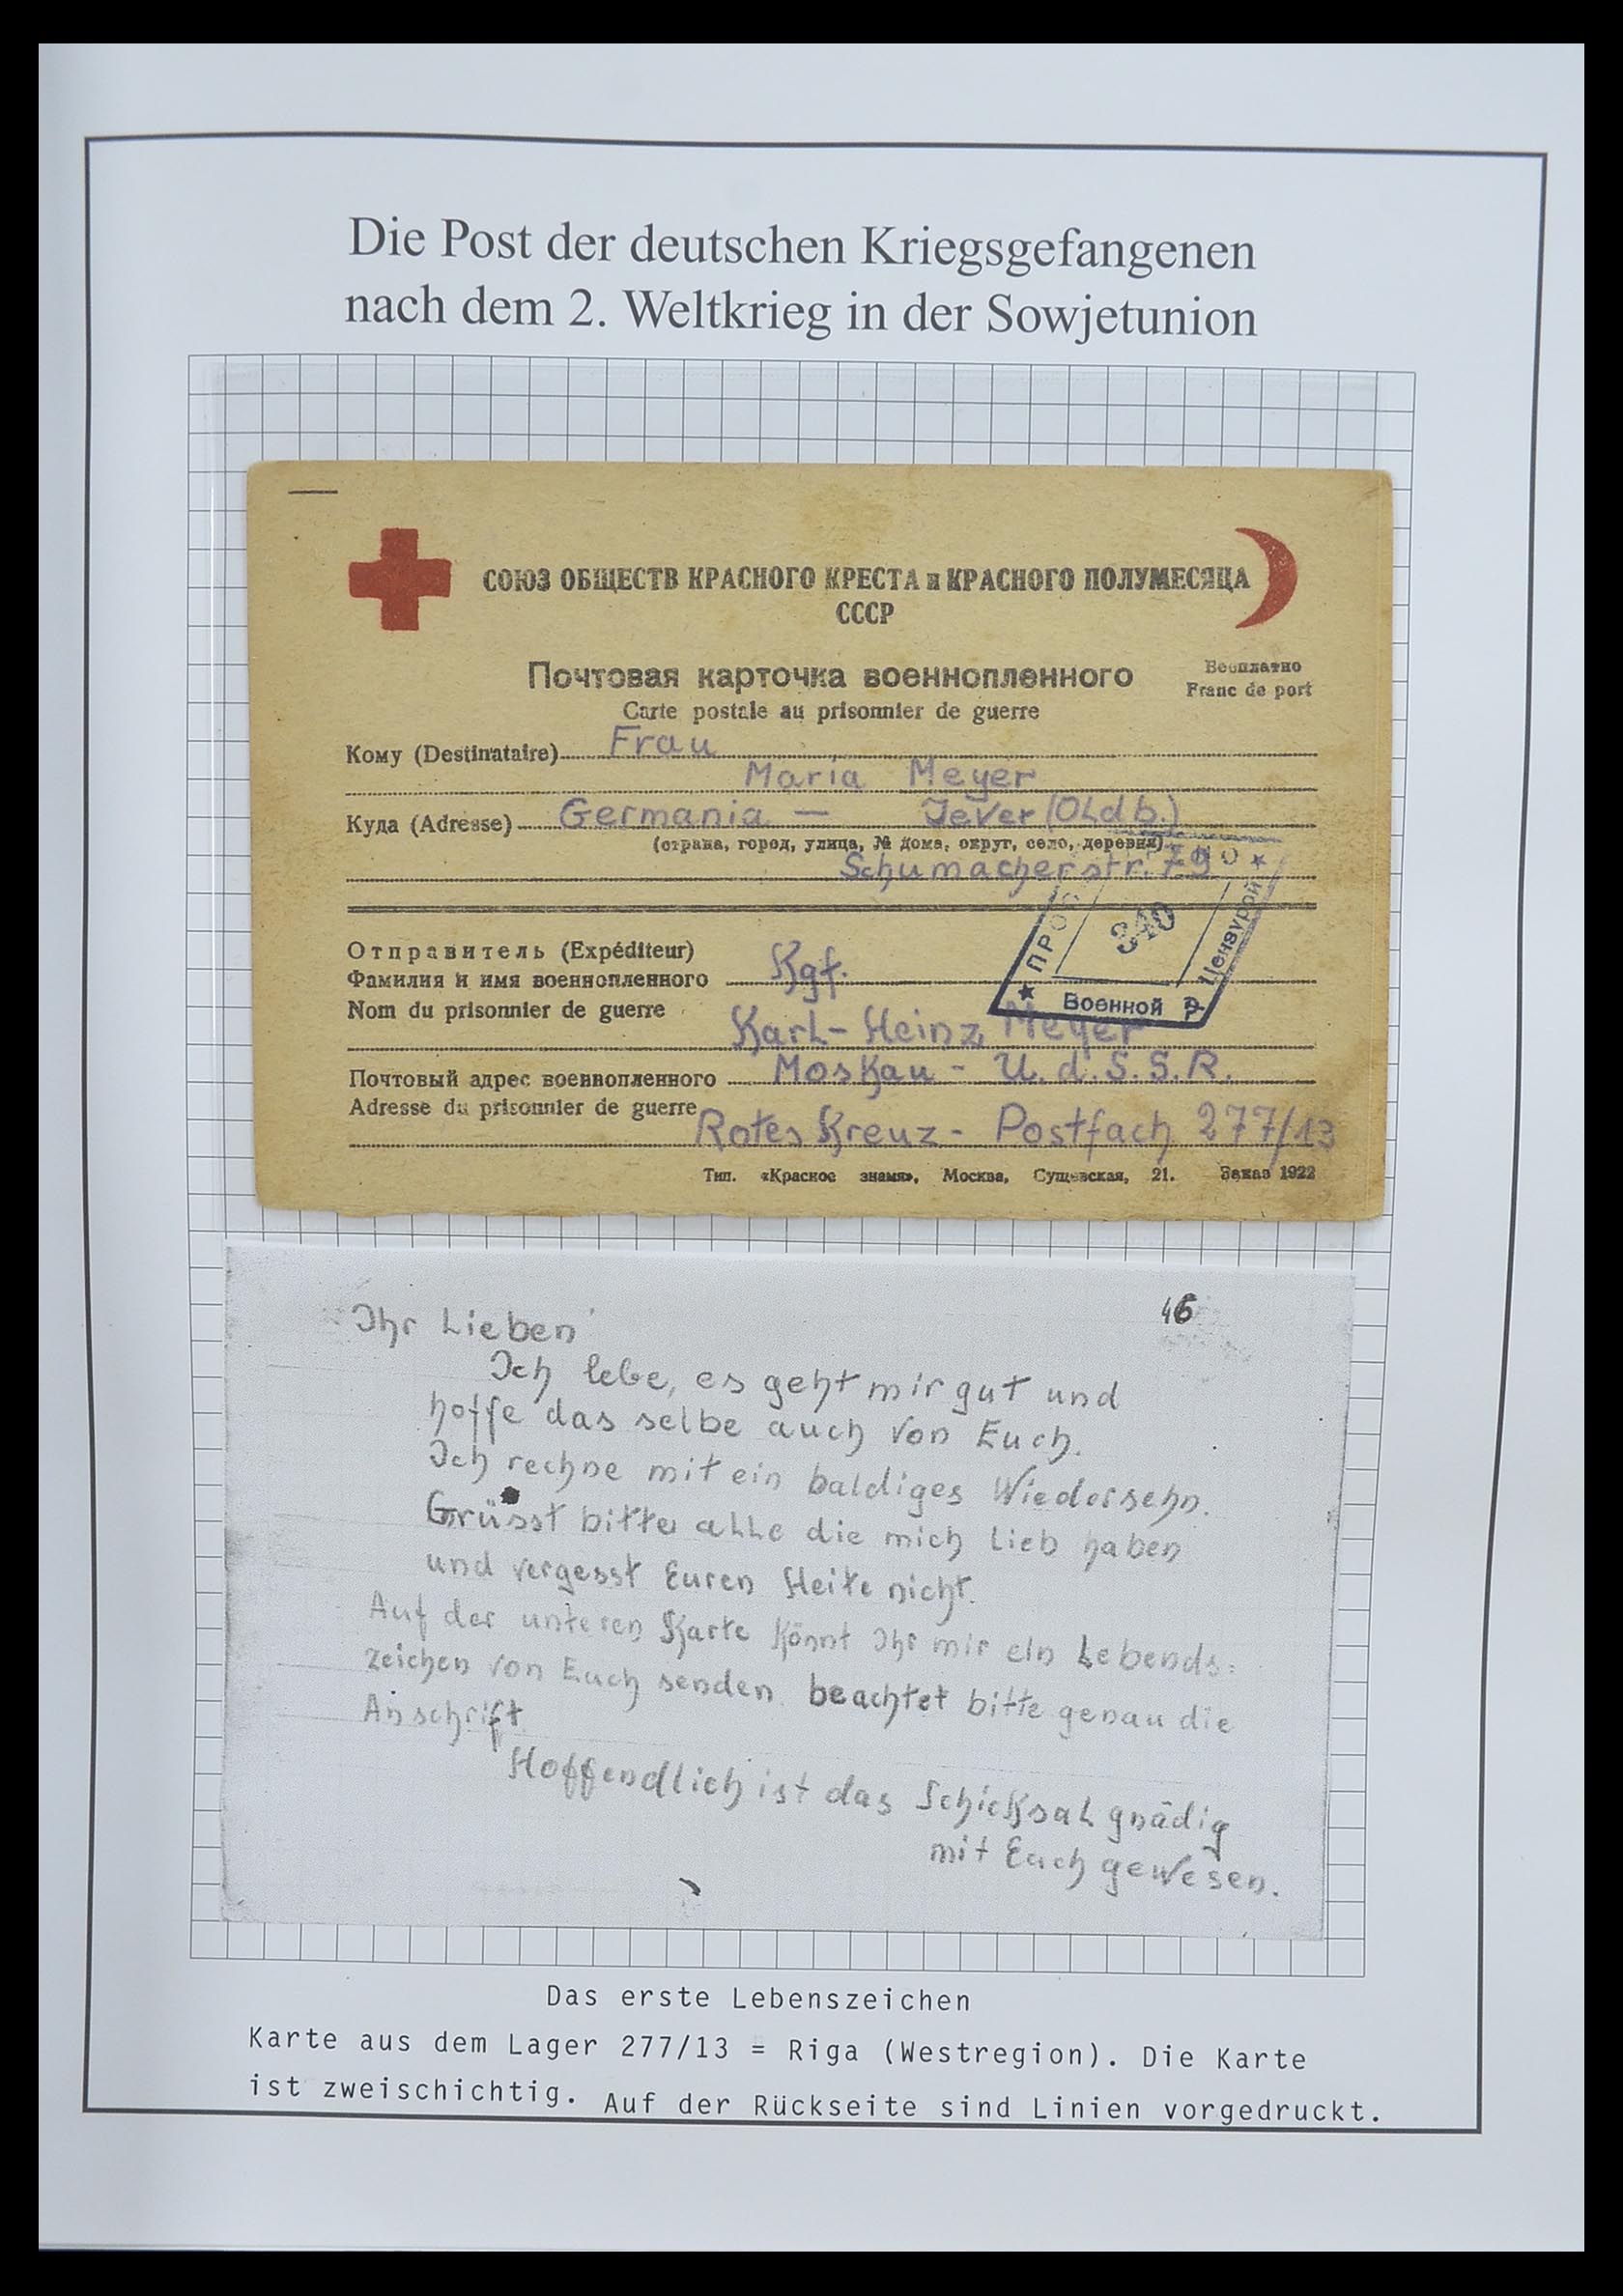 Die Post der deutschen Kriegsgefangenen
nach dem 2. Weltkrieg in der Sowjetunion
СОЮЗ ОБЩЕСТВ КРАСНОГО КРЕСТА и КРАСНОГО ПОЛУМЕСЯЦА
СССР
Почтовая карточка военнопленного
Бесплатно
Carte postale au prisonnier de guerre
Franc de port
Кому (Destinataire) Frau
Maria Meyer
Куда (Adresse) Germania — Jever (Oldb.)
(страна, город, улица, № дома, округ, село, деревня)
Schumacherstr. 79
ПРО
340
Военной
Цензурой
Отправитель (Expéditeur)
Фамилия и имя военнопленного Kgf.
Nom du prisonnier de guerre
Karl-Heinz Meyer
Почтовый адрес военнопленного Moskau - U.d.S.S.R.
Adresse du prisonnier de guerre
Rotes Kreuz - Postfach 277/13
Тип. «Красное знамя», Москва, Сущевская, 21. Заказ 1922
46
Ihr Lieben
Ich lebe, es geht mir gut und
hoffe das selbe auch von Euch.
Ich rechne mit ein baldiges Wiedersehn.
Grüsst bitte alle die mich lieb haben
und vergesst Euren Heite nicht.
Auf der unteren Karte könnt Ihr mir ein Lebends=
zeichen von Euch senden. beachtet bitte genau die
Anschrift
Hoffendlich ist das Schicksal gnädig
mit Euch gewesen.
Das erste Lebenszeichen
Karte aus dem Lager 277/13 = Riga (Westregion). Die Karte
ist zweischichtig. Auf der Rückseite sind Linien vorgedruckt.